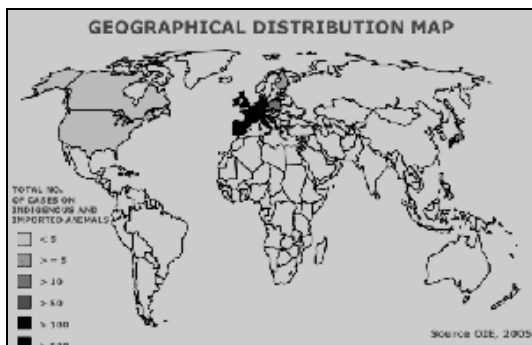 GEOGRAPHICAL DISTRIBUTION MAP
TOTAL NO.
OF CASES ON
INDIGENOUS AND
IMPORTED ANIMALS
< 5
> = 5
> 10
> 50
> 100
Source OIE, 2005